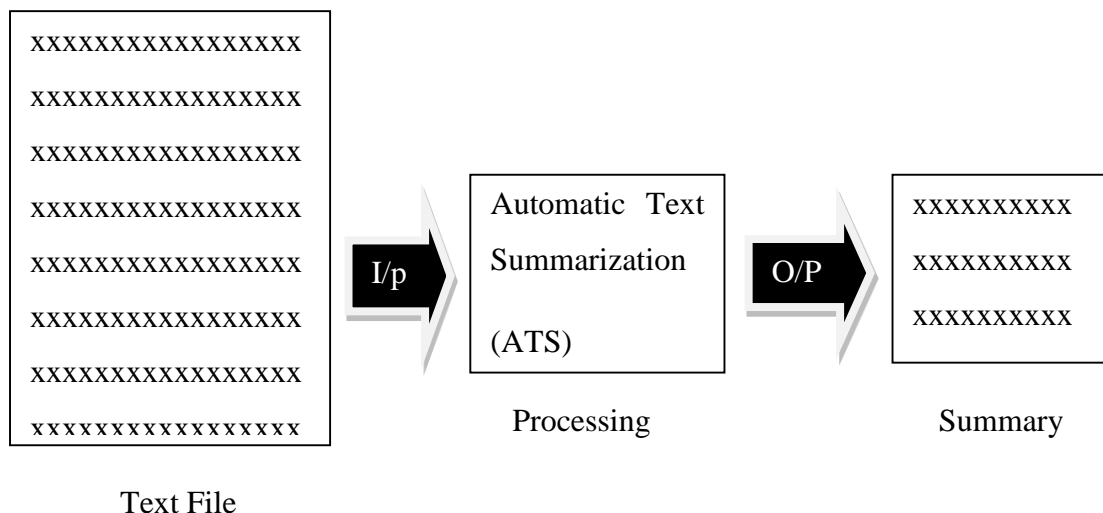 xxxxxxxxxxxxxxxxx
xxxxxxxxxxxxxxxxx
xxxxxxxxxxxxxxxxx
xxxxxxxxxxxxxxxxx
xxxxxxxxxxxxxxxxx
xxxxxxxxxxxxxxxxx
xxxxxxxxxxxxxxxxx
xxxxxxxxxxxxxxxxx
Text File
I/p
Automatic Text
Summarization
(ATS)
Processing
O/P
xxxxxxxxxx
xxxxxxxxxx
xxxxxxxxxx
Summary